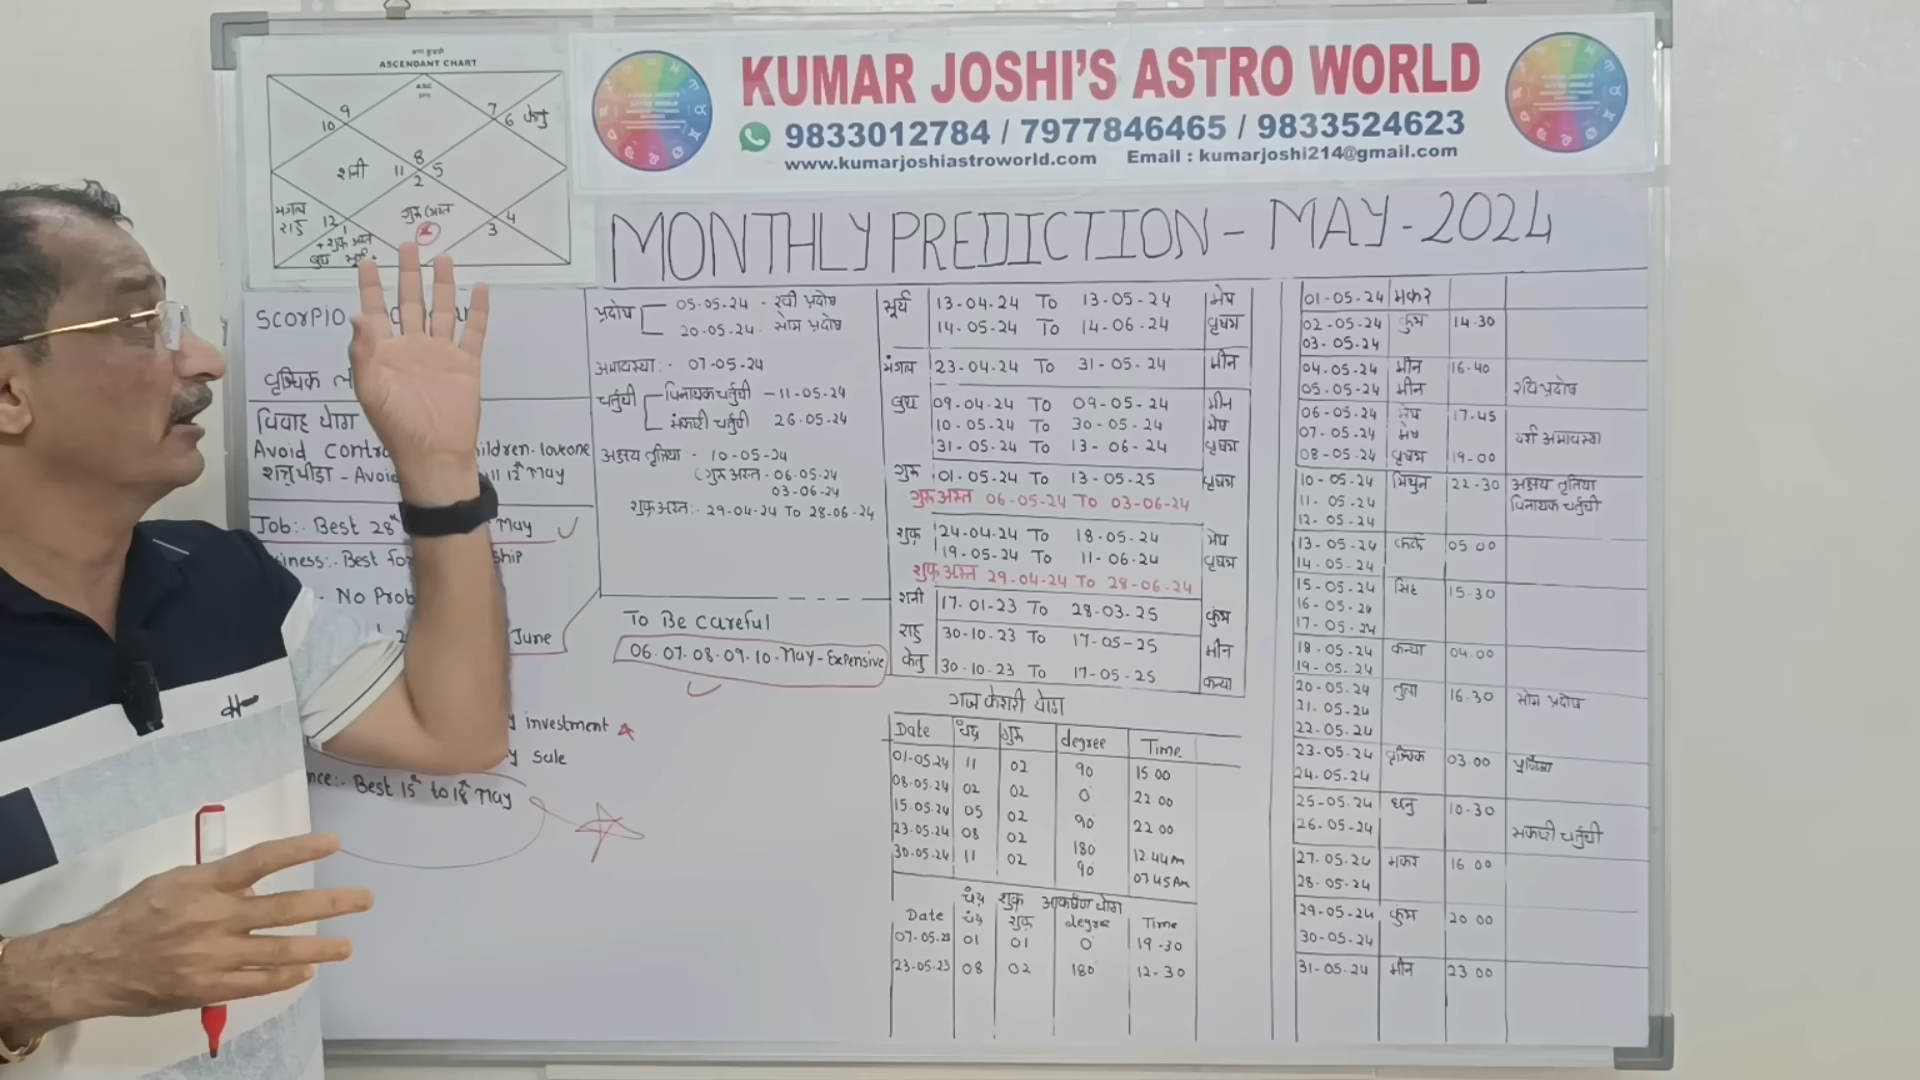 ASCENDANT CHART
ASC
9
10
7
6 केतु
8
शनी 11 5
2
मंगल
राहु 12
1
गुरु अस्त
4
3
+शुक्र अस्त
बुध
KUMAR JOSHI'S ASTRO WORLD
9833012784 / 7977846465 / 9833524623
www.kumarjoshiastroworld.com Email : kumarjoshi214@gmail.com
MONTHLY PREDICTION - MAY - 2024
Scorpio
वृश्चिक
विवाह योग
Avoid children. loveone
शत्रुपीडा - Avoid 12th May
Job:- Best 28th May
Best for ship
No Prob
June
investment
Sale
Best 15th to 18th May
प्रदोष
05-05-24 - रवी प्रदोष
20-05-24 - सोम प्रदोष
अमावस्या:- 07-05-24
चर्तुथी
विनायक चर्तुथी - 11-05-24
संकष्टी चर्तुथी 26.05-24
अक्षय तृतिया - 10-05-24
(गुरु अस्त - 06-05-24
03-06-24
शुक्र अस्त:- 29-04-24 To 28-06-24
To Be Careful
06.07.08.09.10-May-Expensive
सूर्य 13-04-24 To 13-05-24 मेष
14-05-24 To 14-06-24 वृषभ
मंगल 23-04-24 To 31-05-24 मीन
बुध 09-04-24 To 09-05-24 मीन
10-05-24 To 30-05-24 मेष
31-05-24 To 13-06-24 वृषभ
गुरु 01-05-24 To 13-05-25 वृषभ
गुरु अस्त 06-05-24 To 03-06-24
शुक्र 24-04-24 To 18-05-24 मेष
19-05-24 To 11-06-24 वृषभ
शुक्र अस्त 29-04-24 To 28-06-24
शनी 17-01-23 To 28-03-25 कुंभ
राहु 30-10-23 To 17-05-25 मीन
केतु 30-10-23 To 17-05-25 कन्या
गज केशरी योग
Date चंद्र गुरु degree Time
01-05-24 11 02 90 15 00
08.05.24 02 02 0 22 00
15.05.24 05 02 90 22 00
23.05-24 08 02 180 12 44 Am
30.05.24 11 02 90 07 45 Am
चंद्र शुक्र आकर्षण योग
Date चंद्र शुक्र degree Time
07-05-23 01 01 0 19-30
23-05-23 08 02 180 12-30
01-05-24 मकर
02-05-24 कुंभ 14-30
03-05-24
04-05-24 मीन 16-40
05-05-24 मीन रवि प्रदोष
06-05-24 मेष 17-45
07-05-24 मेष दर्श अमावस्या
08-05-24 वृषभ 19-00
10-05-24 मिथुन 22-30 अक्षय तृतिया
11-05-24 विनायक चर्तुथी
12-05-24
13-05-24 कर्क 05 00
14-05-24
15-05-24 सिंह 15-30
16-05-24
17-05-24
18-05-24 कन्या 04.00
19-05-24
20-05-24 तुला 16-30 सोम प्रदोष
21-05-24
22-05-24
23-05-24 वृश्चिक 03.00 पूर्णिमा
24.05-24
25-05-24 धनु 10-30
26-05-24 संकष्टी चर्तुथी
27.05-24 मकर 16 00
28-05-24
29-05-24 कुंभ 20 00
30-05-24
31-05-24 मीन 23 00